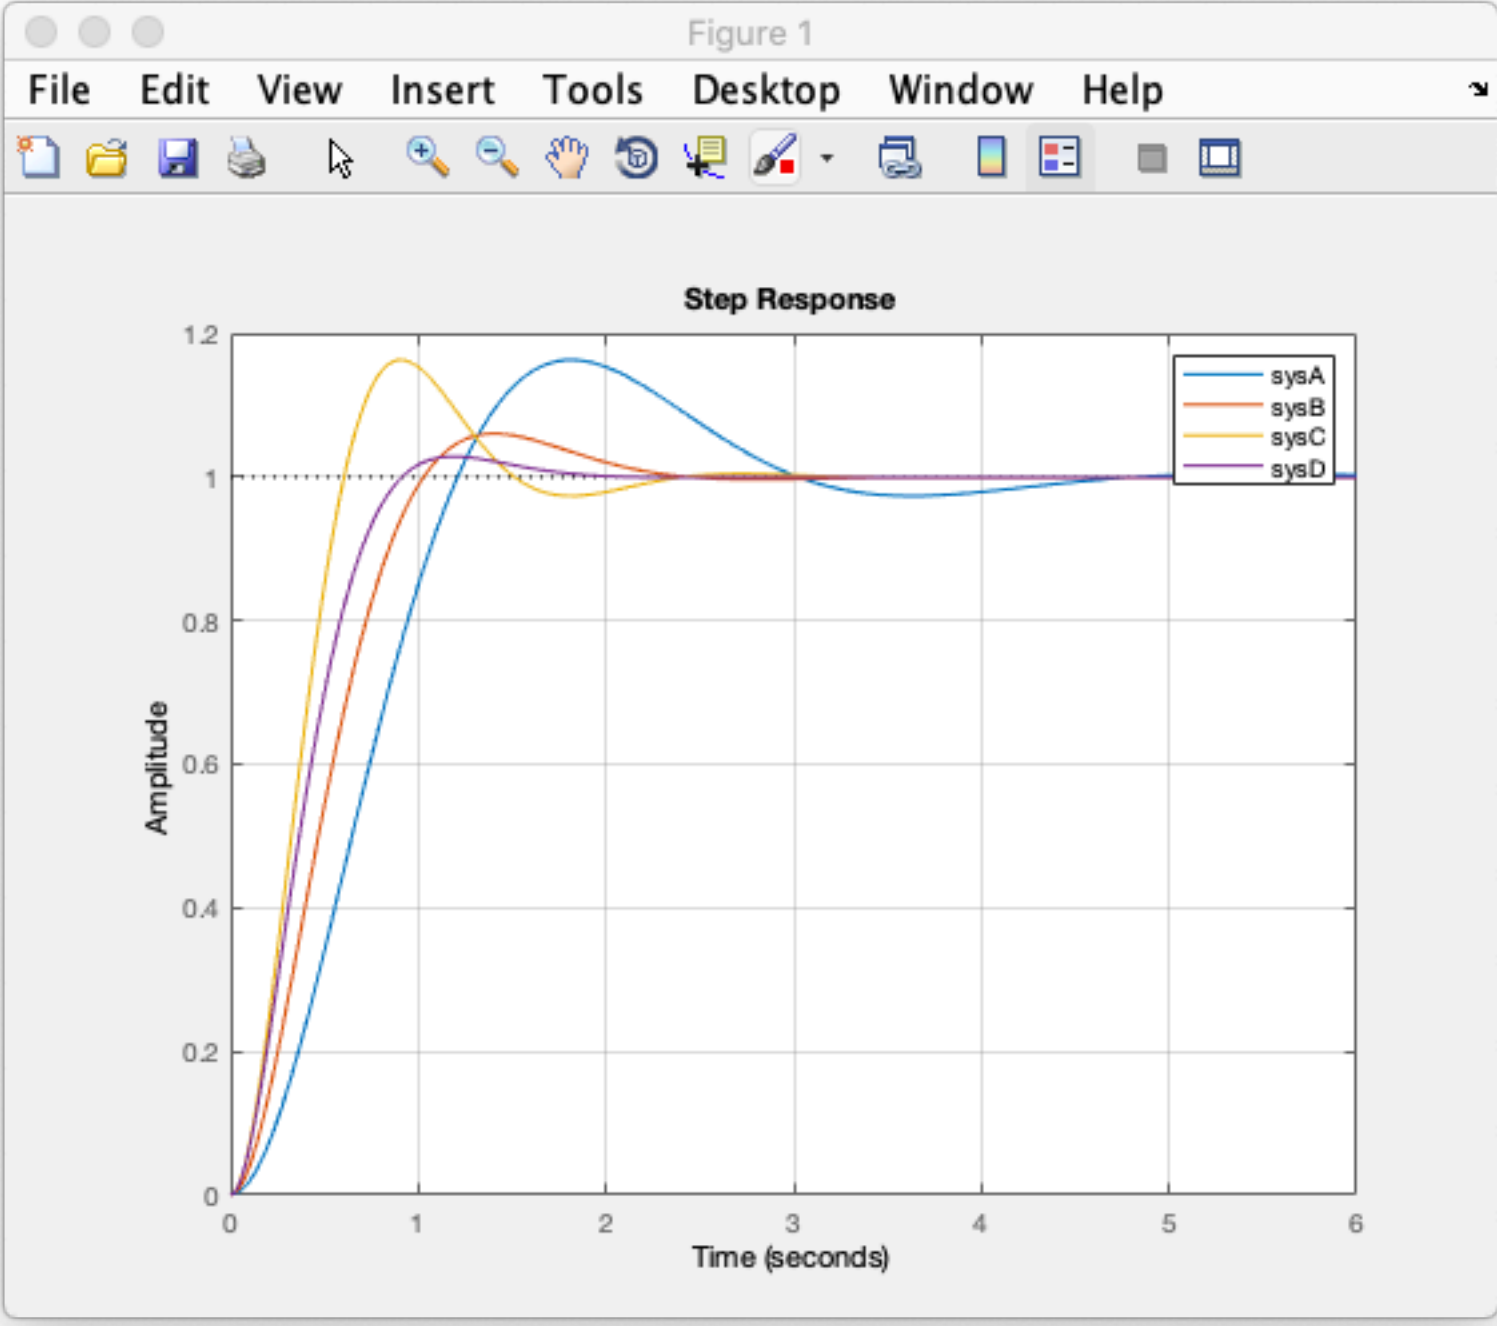 Figure 1
File Edit View Insert Tools Desktop Window Help
Step Response
1.2
1
0.8
0.6
0.4
0.2
0
Amplitude
sysA
sysB
sysC
sysD
0 1 2 3 4 5 6
Time (seconds)